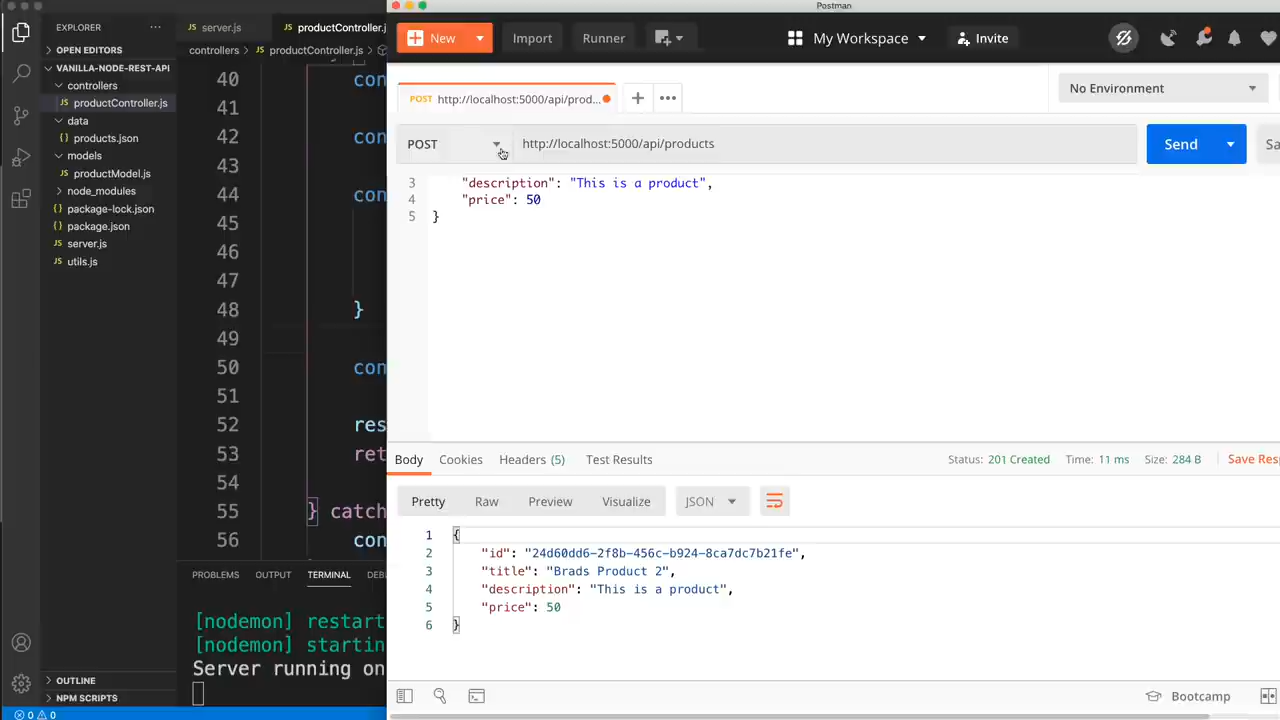 Postman
EXPLORER
server.js
productController.j
New
Import
Runner
My Workspace
Invite
OPEN EDITORS
controllers > productController.js
VANILLA-NODE-REST-API
controllers
productController.js
data
products.json
models
productModel.js
node_modules
package-lock.json
package.json
server.js
utils.js
POST http://localhost:5000/api/prod...
No Environment
POST
http://localhost:5000/api/products
Send
Sa
3 "description": "This is a product",
4 "price": 50
5 }
40 con
41
42 con
43
44 con
45
46
47
48 }
49
50 con
51
52 res
53 ret
54
55 } catch
56 con
Body
Cookies
Headers (5)
Test Results
Status: 201 Created
Time: 11 ms
Size: 284 B
Save Resp
Pretty
Raw
Preview
Visualize
JSON
1 {
2 "id": "24d60dd6-2f8b-456c-b924-8ca7dc7b21fe",
3 "title": "Brads Product 2",
4 "description": "This is a product",
5 "price": 50
6 }
PROBLEMS
OUTPUT
TERMINAL
DEB
[nodemon] restart
[nodemon] startin
Server running on
OUTLINE
NPM SCRIPTS
0 0
Bootcamp